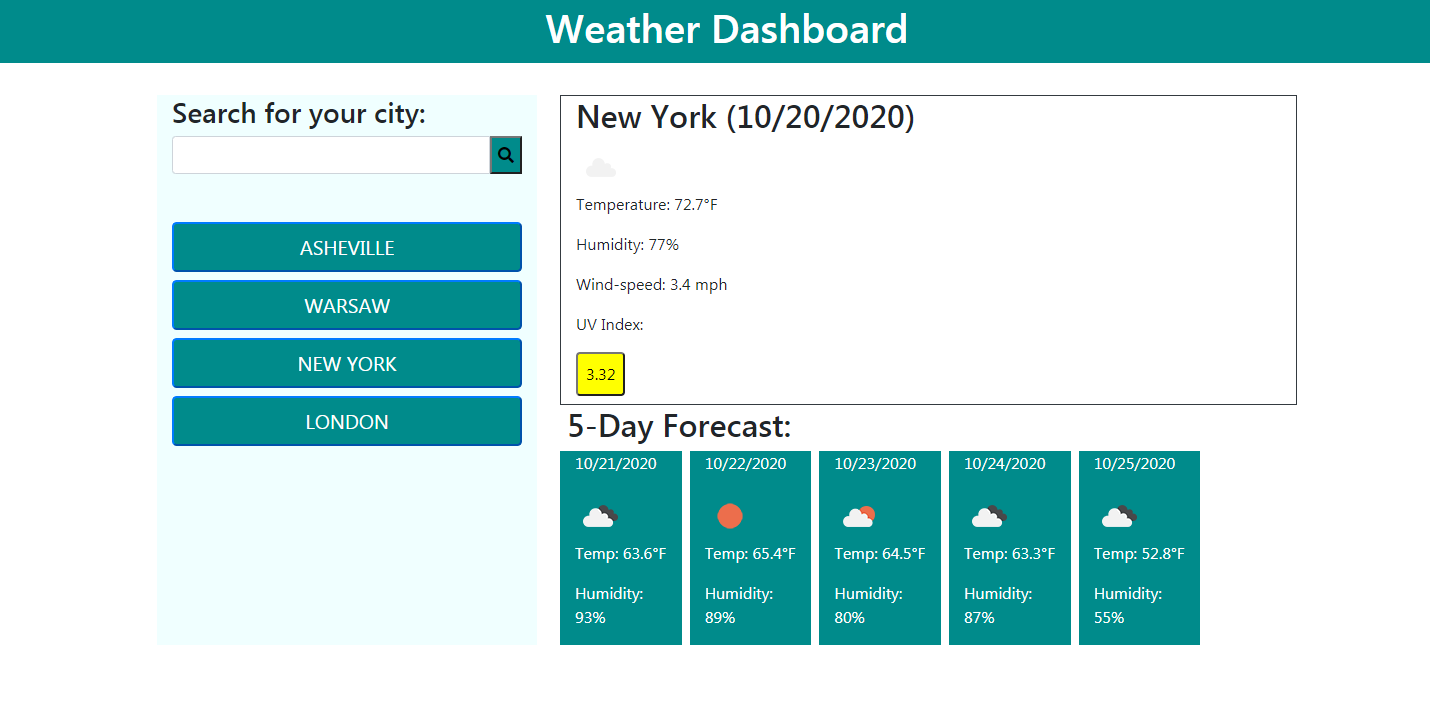 Weather Dashboard
Search for your city:
ASHEVILLE
WARSAW
NEW YORK
LONDON
New York (10/20/2020)
Temperature: 72.7°F
Humidity: 77%
Wind-speed: 3.4 mph
UV Index:
3.32
5-Day Forecast:
10/21/2020
Temp: 63.6°F
Humidity:
93%
10/22/2020
Temp: 65.4°F
Humidity:
89%
10/23/2020
Temp: 64.5°F
Humidity:
80%
10/24/2020
Temp: 63.3°F
Humidity:
87%
10/25/2020
Temp: 52.8°F
Humidity:
55%